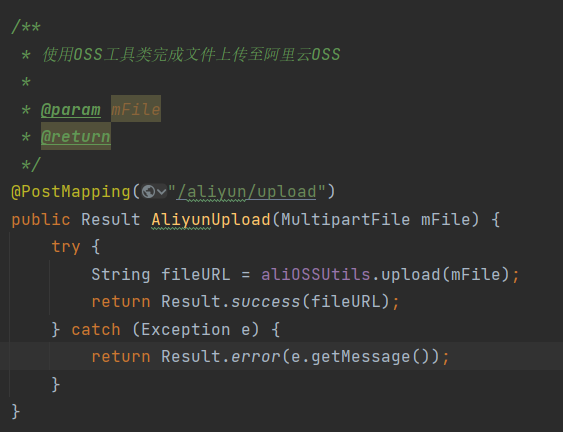 /**
 * 使用OSS工具类完成文件上传至阿里云OSS
 *
 * @param mFile
 * @return
 */
@PostMapping("/aliyun/upload")
public Result AliyunUpload(MultipartFile mFile) {
    try {
        String fileURL = aliOSSUtils.upload(mFile);
        return Result.success(fileURL);
    } catch (Exception e) {
        return Result.error(e.getMessage());
    }
}